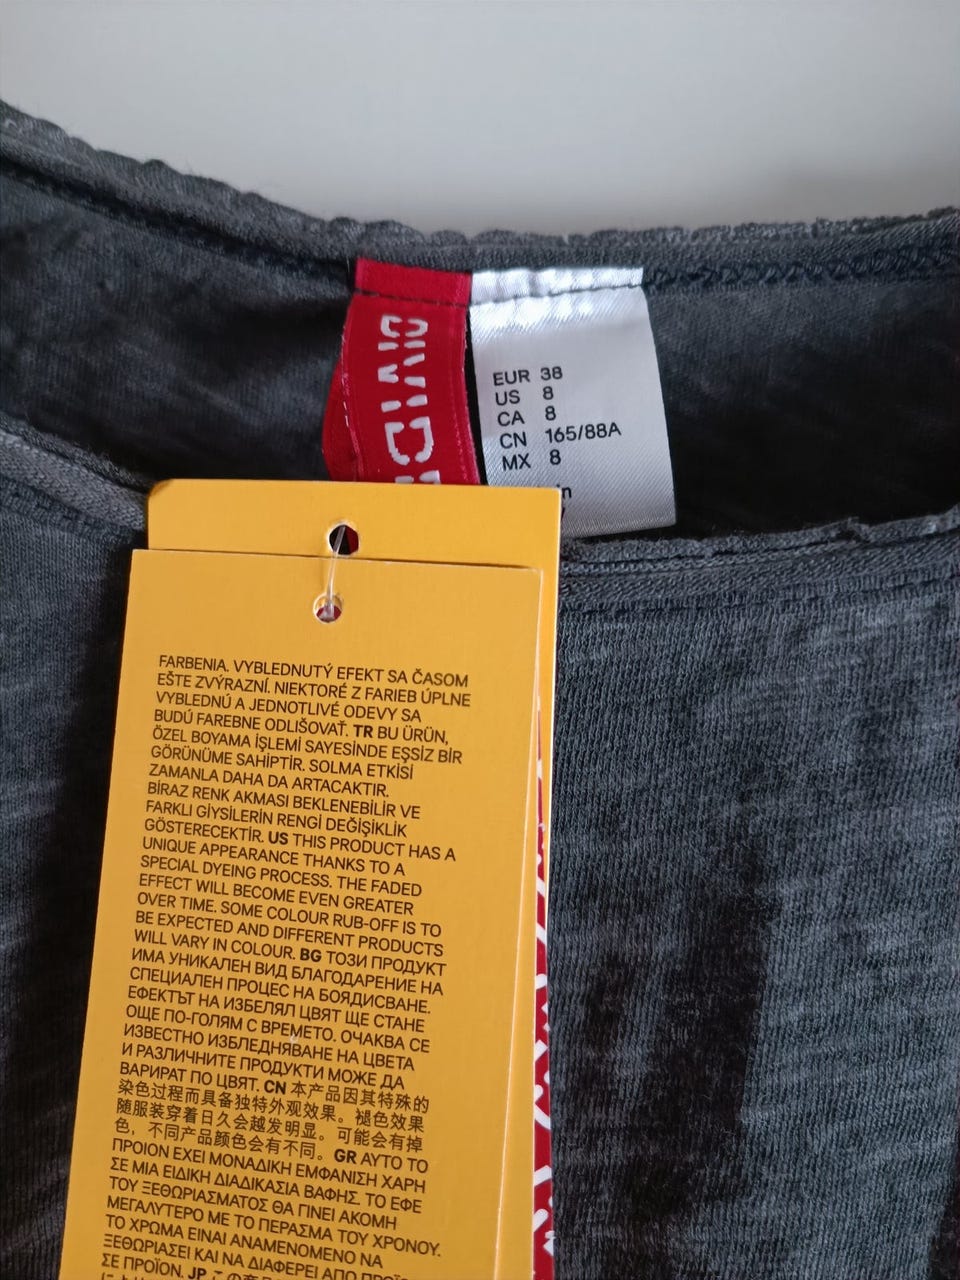 EUR 38
US 8
CA 8
CN 165/88A
MX 8
in
FARBENIA. VYBLEDNUTÝ EFEKT SA ČASOM
EŠTE ZVÝRAZNÍ. NIEKTORÉ Z FARIEB ÚPLNE
VYBLEDNÚ A JEDNOTLIVÉ ODEVY SA
BUDÚ FAREBNE ODLIŠOVAŤ. TR BU ÜRÜN,
ÖZEL BOYAMA İŞLEMİ SAYESİNDE EŞSİZ BİR
GÖRÜNÜME SAHİPTİR. SOLMA ETKİSİ
ZAMANLA DAHA DA ARTACAKTIR.
BİRAZ RENK AKMASI BEKLENEBİLİR VE
FARKLI GİYSİLERİN RENGİ DEĞİŞİKLİK
GÖSTERECEKTİR. US THIS PRODUCT HAS A
UNIQUE APPEARANCE THANKS TO A
SPECIAL DYEING PROCESS. THE FADED
EFFECT WILL BECOME EVEN GREATER
OVER TIME. SOME COLOUR RUB-OFF IS TO
BE EXPECTED AND DIFFERENT PRODUCTS
WILL VARY IN COLOUR. BG ТОЗИ ПРОДУКТ
ИМА УНИКАЛЕН ВИД БЛАГОДАРЕНИЕ НА
СПЕЦИАЛЕН ПРОЦЕС НА БОЯДИСВАНЕ.
ЕФЕКТЪТ НА ИЗБЕЛЯЛ ЦВЯТ ЩЕ СТАНЕ
ОЩЕ ПО-ГОЛЯМ С ВРЕМЕТО. ОЧАКВА СЕ
ИЗВЕСТНО ИЗБЛЕДНЯВАНЕ НА ЦВЕТА
И РАЗЛИЧНИТЕ ПРОДУКТИ МОЖЕ ДА
ВАРИРАТ ПО ЦВЯТ. CN 本产品因其特殊的
染色过程而具备独特外观效果。褪色效果
随服装穿着日久会越发明显。可能会有掉
色，不同产品颜色会有不同。GR ΑΥΤΟ ΤΟ
ΠΡΟΙΟΝ ΕΧΕΙ ΜΟΝΑΔΙΚΗ ΕΜΦΑΝΙΣΗ ΧΑΡΗ
ΣΕ ΜΙΑ ΕΙΔΙΚΗ ΔΙΑΔΙΚΑΣΙΑ ΒΑΦΗΣ. ΤΟ ΕΦΕ
ΤΟΥ ΞΕΘΩΡΙΑΣΜΑΤΟΣ ΘΑ ΓΙΝΕΙ ΑΚΟΜΗ
ΜΕΓΑΛΥΤΕΡΟ ΜΕ ΤΟ ΠΕΡΑΣΜΑ ΤΟΥ ΧΡΟΝΟΥ.
ΤΟ ΧΡΩΜΑ ΕΙΝΑΙ ΑΝΑΜΕΝΟΜΕΝΟ ΝΑ
ΞΕΘΩΡΙΑΣΕΙ ΚΑΙ ΝΑ ΔΙΑΦΕΡΕΙ ΑΠΟ ΠΡΟΪΟ
ΣΕ ΠΡΟΪΟΝ. JP この商